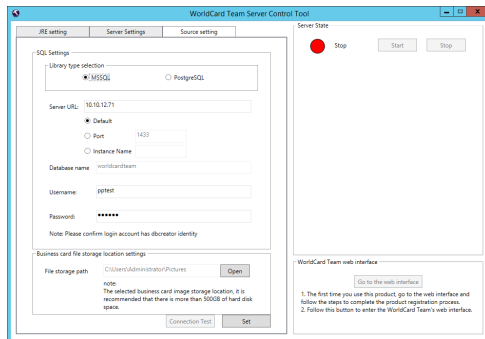 WorldCard Team Server Control Tool
JRE setting
Server Settings
Source setting
SQL Settings
Library type selection
MSSQL
PostgreSQL
Server URL:
10.10.12.71
Default
Port
1433
Instance Name
Database name
worldcardteam
Username:
pptest
Password:
●●●●●●
Note: Please confirm login account has dbcreator identity
Business card file storage location settings
File storage path
C:\Users\Administrator\Pictures
Open
note:
The selected business card image storage location, it is
recommended that there is more than 500GB of hard disk
space.
Connection Test
Set
Server State
Stop
Start
Stop
WorldCard Team web interface
Go to the web interface
1. The first time you use this product, go to the web interface and
follow the steps to complete the product registration process.
2. Follow this button to enter the WorldCard Team's web interface.